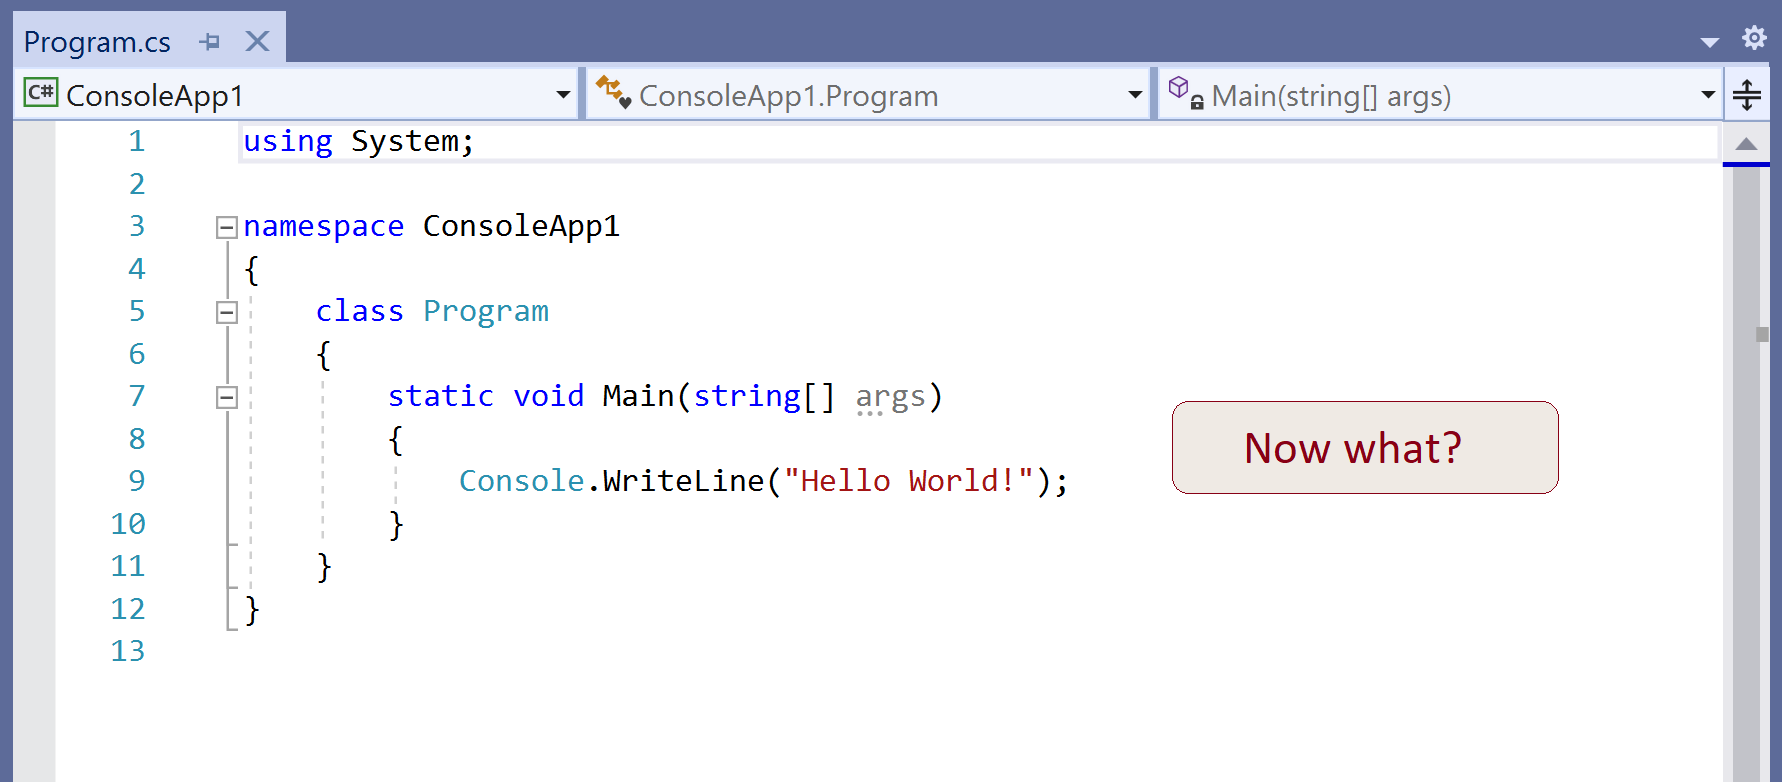 Program.cs
C# ConsoleApp1 ConsoleApp1.Program Main(string[] args)
1 using System;
2
3 namespace ConsoleApp1
4 {
5 class Program
6 {
7 static void Main(string[] args)
8 {
9 Console.WriteLine("Hello World!");
10 }
11 }
12 }
13
Now what?